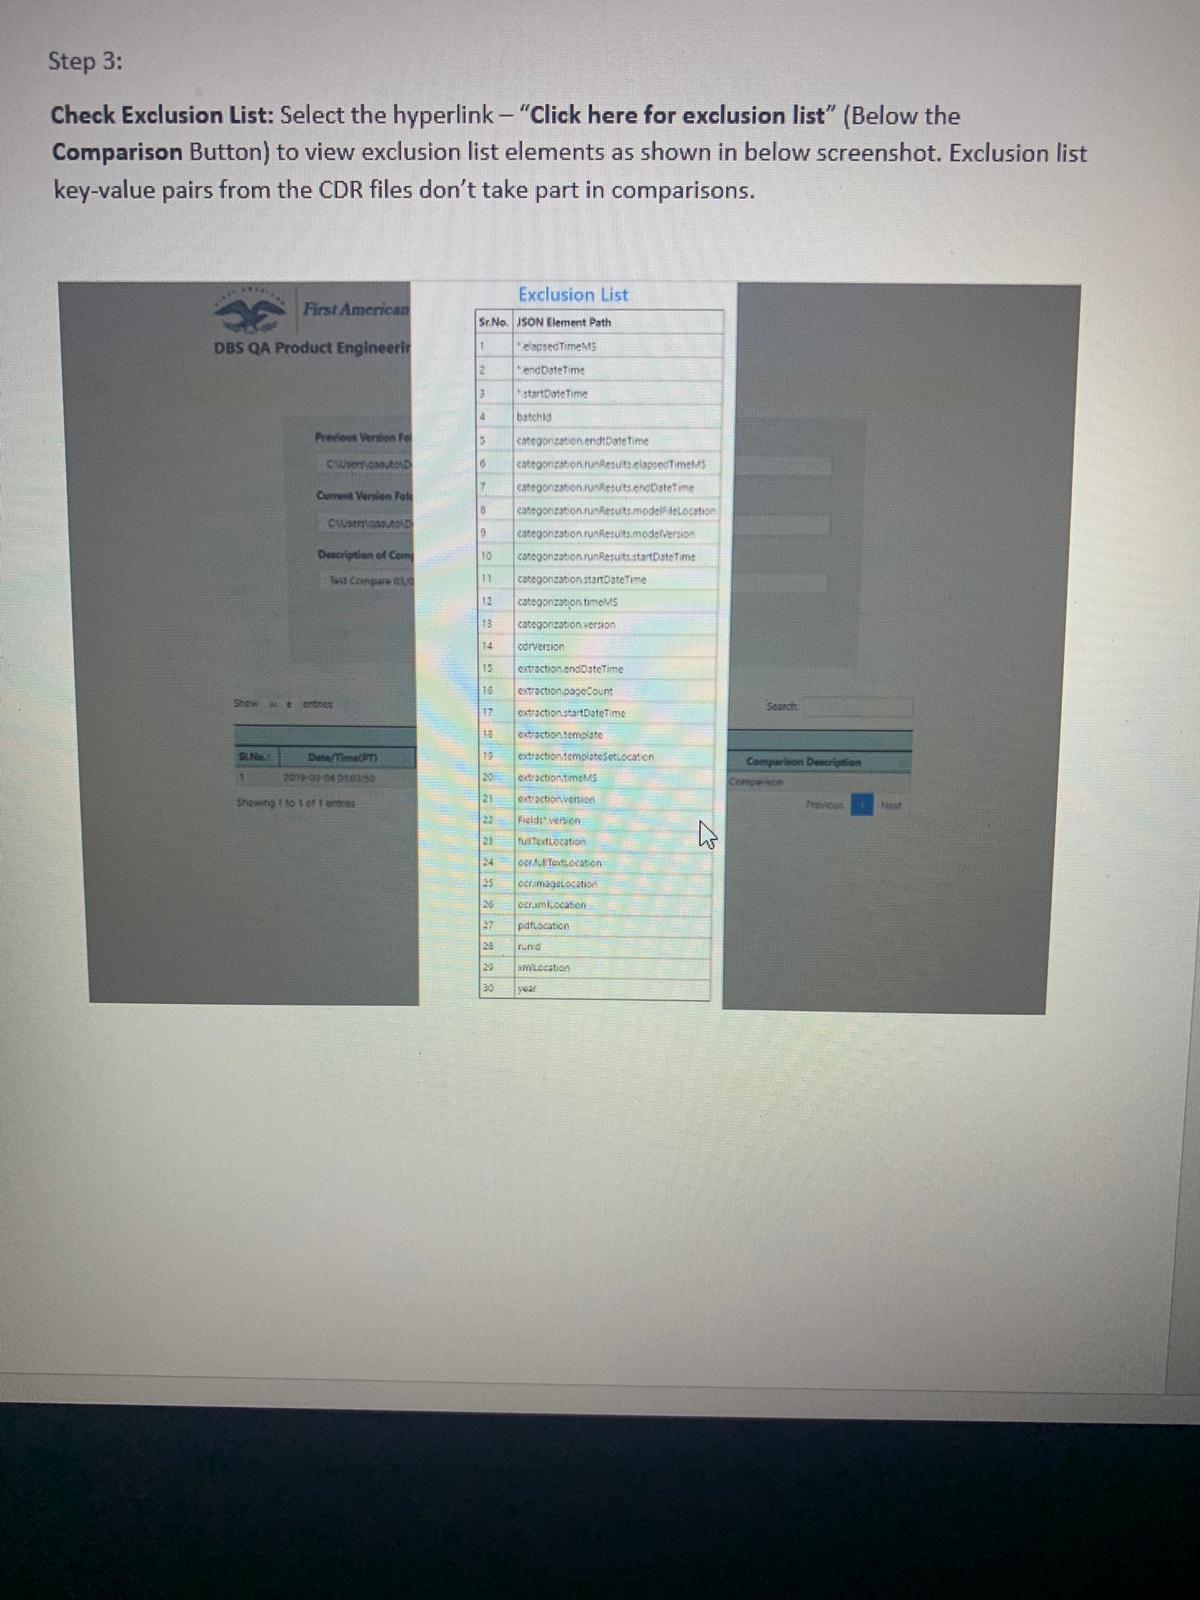 Step 3:
Check Exclusion List: Select the hyperlink – “Click here for exclusion list” (Below the
Comparison Button) to view exclusion list elements as shown in below screenshot. Exclusion list
key-value pairs from the CDR files don’t take part in comparisons.
First American
DBS QA Product Engineerin
Previous Version Fol
C:\Users\qaauto\D
Current Version Fold
C:\Users\qaauto\D
Description of Comp
Test Compare 03/0
Show entries
Sl.No. Date/Time(PT)
1 2019-03-04 01:03:50
Showing 1 to 1 of 1 entries
Exclusion List
Sr.No. JSON Element Path
1 *elapsedTimeMS
2 *endDateTime
3 *startDateTime
4 batchId
5 categorization.endtDateTime
6 categorization.runResults.elapsedTimeMS
7 categorization.runResults.endDateTime
8 categorization.runResults.modelFileLocation
9 categorization.runResults.modelVersion
10 categorization.runResults.startDateTime
11 categorization.startDateTime
12 categorization.timeMS
13 categorization.version
14 cdrVersion
15 extraction.endDateTime
16 extraction.pageCount
17 extraction.startDateTime
18 extraction.template
19 extraction.templateSetLocation
20 extraction.timeMS
21 extraction.version
22 Fields*.version
23 fullTextLocation
24 ocr.fullTextLocation
25 ocr.imageLocation
26 ocr.xmlLocation
27 pdfLocation
28 runId
29 xmlLocation
30 year
Search:
Comparison Description
Comparison
Previous 1 Next